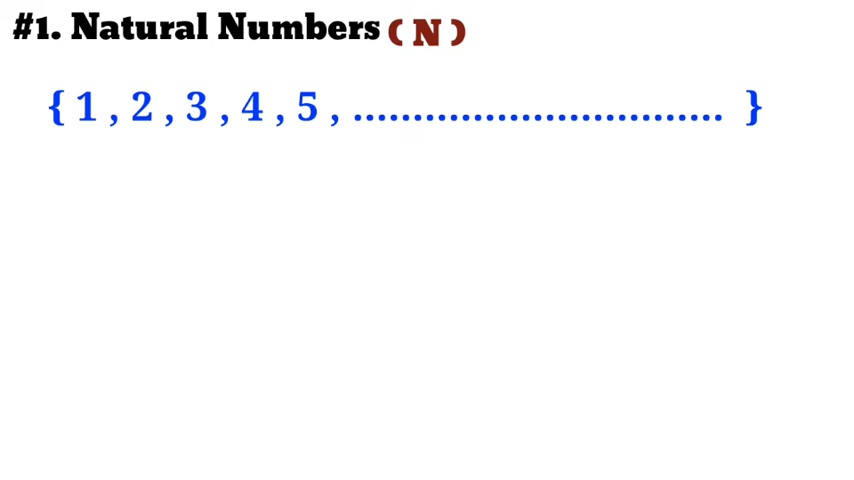 #1. Natural Numbers ( N )
{ 1 , 2 , 3 , 4 , 5 , ............................... }